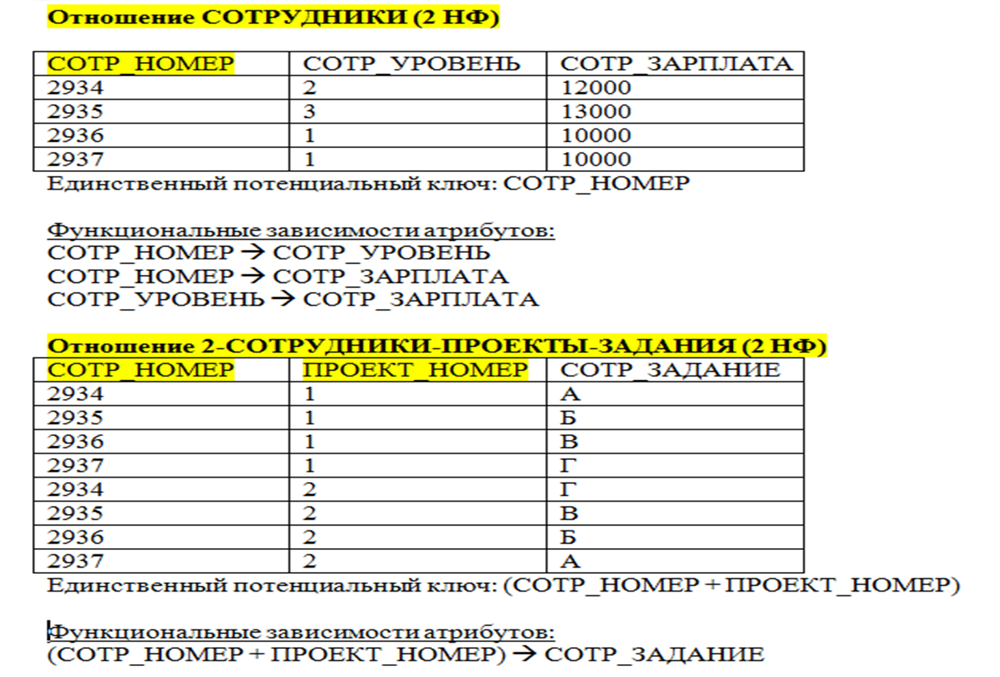 Отношение СОТРУДНИКИ (2 НФ)
СОТР_НОМЕР СОТР_УРОВЕНЬ СОТР_ЗАРПЛАТА
2934 2 12000
2935 3 13000
2936 1 10000
2937 1 10000
Единственный потенциальный ключ: СОТР_НОМЕР
Функциональные зависимости атрибутов:
СОТР_НОМЕР → СОТР_УРОВЕНЬ
СОТР_НОМЕР → СОТР_ЗАРПЛАТА
СОТР_УРОВЕНЬ → СОТР_ЗАРПЛАТА
Отношение 2-СОТРУДНИКИ-ПРОЕКТЫ-ЗАДАНИЯ (2 НФ)
СОТР_НОМЕР ПРОЕКТ_НОМЕР СОТР_ЗАДАНИЕ
2934 1 А
2935 1 Б
2936 1 В
2937 1 Г
2934 2 Г
2935 2 В
2936 2 Б
2937 2 А
Единственный потенциальный ключ: (СОТР_НОМЕР + ПРОЕКТ_НОМЕР)
Функциональные зависимости атрибутов:
(СОТР_НОМЕР + ПРОЕКТ_НОМЕР) → СОТР_ЗАДАНИЕ